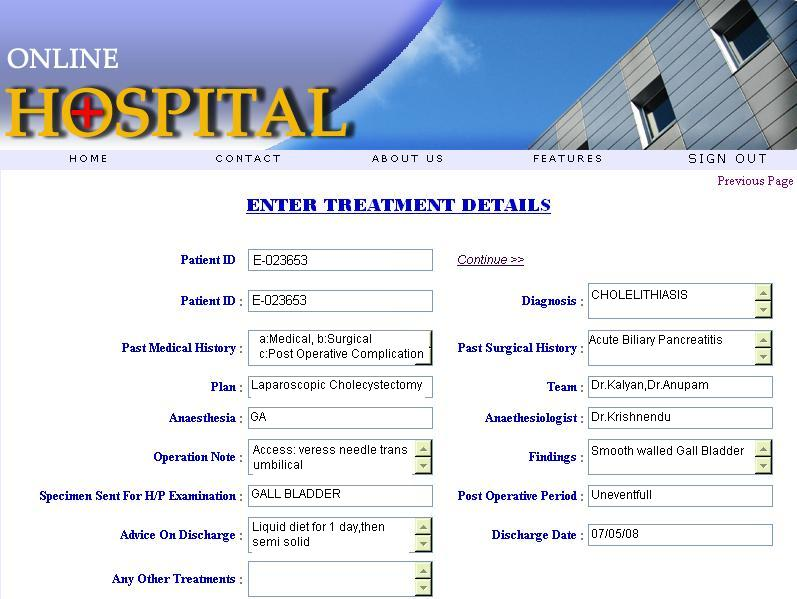 ONLINE
HOSPITAL
HOME CONTACT ABOUT US FEATURES SIGN OUT
Previous Page
ENTER TREATMENT DETAILS
Patient ID E-023653 Continue >>
Patient ID : E-023653 Diagnosis : CHOLELITHIASIS
Past Medical History : a:Medical, b:Surgical
c:Post Operative Complication
Past Surgical History : Acute Biliary Pancreatitis
Plan : Laparoscopic Cholecystectomy Team : Dr.Kalyan,Dr.Anupam
Anaesthesia : GA Anaethesiologist : Dr.Krishnendu
Operation Note : Access: veress needle trans
umbilical
Findings : Smooth walled Gall Bladder
Specimen Sent For H/P Examination : GALL BLADDER Post Operative Period : Uneventfull
Advice On Discharge : Liquid diet for 1 day,then
semi solid
Discharge Date : 07/05/08
Any Other Treatments :